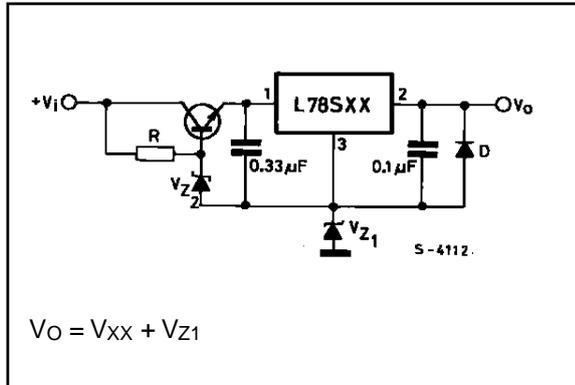 +Vi
1
L78SXX
2
Vo
R
3
0.33µF
0.1µF
D
VZ
2
VZ1
S-4112.
VO = VXX + VZ1